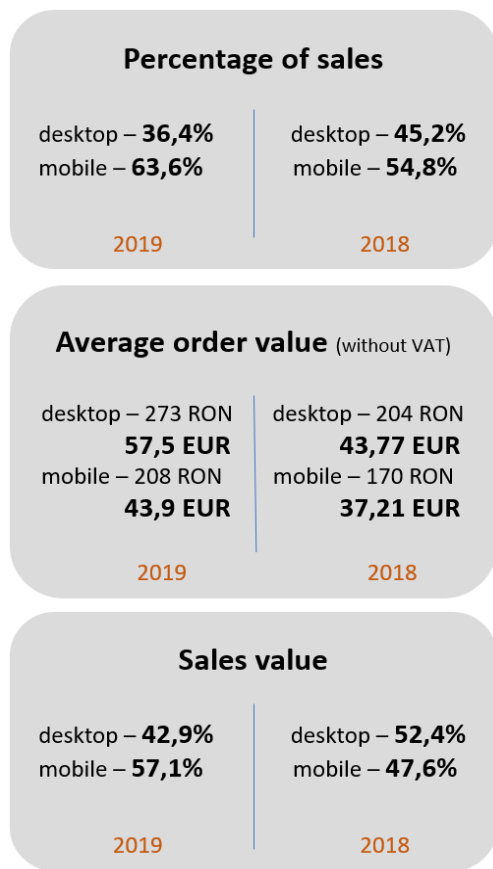 Percentage of sales
desktop – 36,4%
mobile – 63,6%
2019
desktop – 45,2%
mobile – 54,8%
2018
Average order value (without VAT)
desktop – 273 RON
57,5 EUR
mobile – 208 RON
43,9 EUR
2019
desktop – 204 RON
43,77 EUR
mobile – 170 RON
37,21 EUR
2018
Sales value
desktop – 42,9%
mobile – 57,1%
2019
desktop – 52,4%
mobile – 47,6%
2018